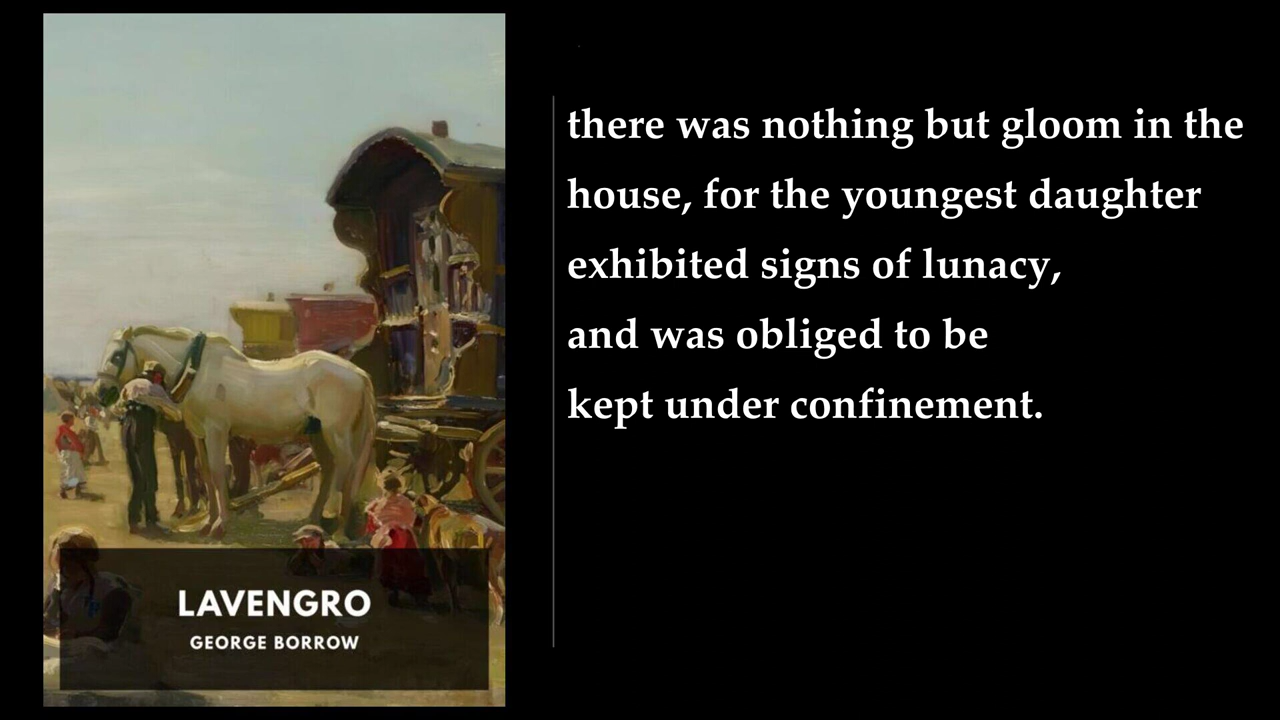 there was nothing but gloom in the
house, for the youngest daughter
exhibited signs of lunacy,
and was obliged to be
kept under confinement.
LAVENGRO
GEORGE BORROW